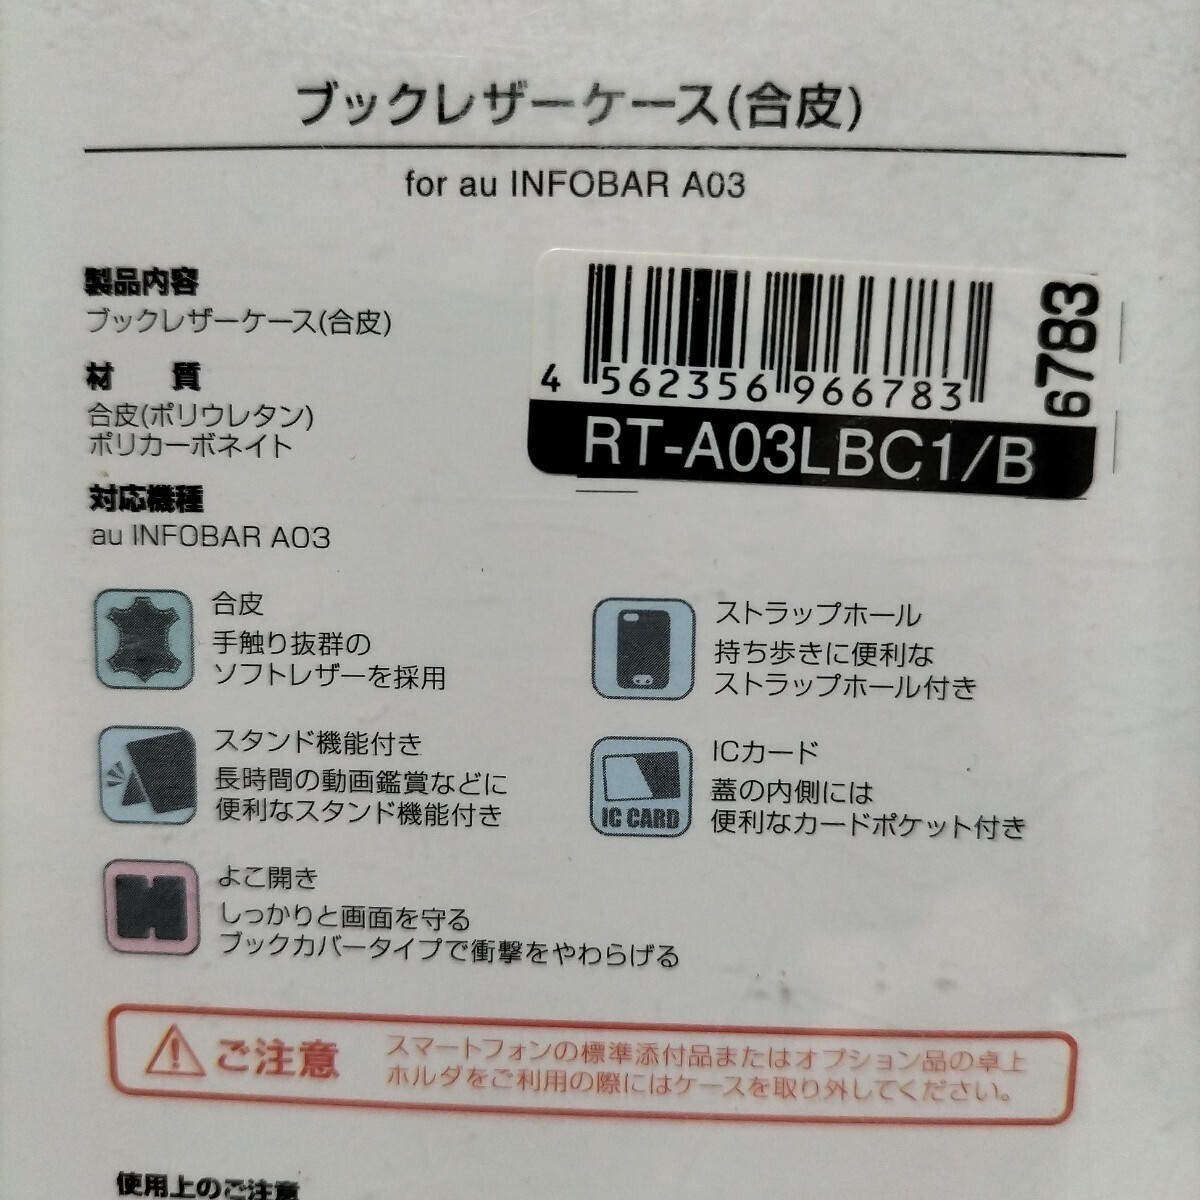 ブックレザーケース(合皮)
for au INFOBAR A03
製品内容
ブックレザーケース(合皮)
材　質
合皮(ポリウレタン)
ポリカーボネイト
対応機種
au INFOBAR A03
4 562356 966783
6783
RT-A03LBC1/B
合皮
手触り抜群の
ソフトレザーを採用
ストラップホール
持ち歩きに便利な
ストラップホール付き
スタンド機能付き
長時間の動画鑑賞などに
便利なスタンド機能付き
IC CARD
ICカード
蓋の内側には
便利なカードポケット付き
よこ開き
しっかりと画面を守る
ブックカバータイプで衝撃をやわらげる
ご注意
スマートフォンの標準添付品またはオプション品の卓上
ホルダをご利用の際にはケースを取り外してください。
使用上のご注意